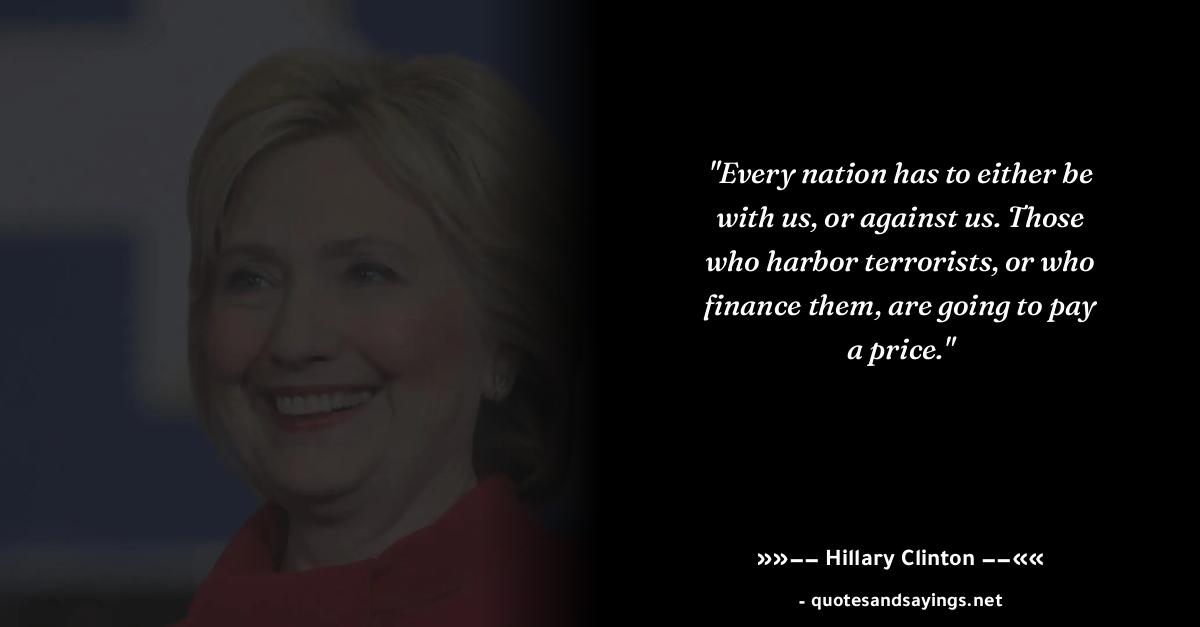 "Every nation has to either be
with us, or against us. Those
who harbor terrorists, or who
finance them, are going to pay
a price."
»»−− Hillary Clinton −−««
- quotesandsayings.net